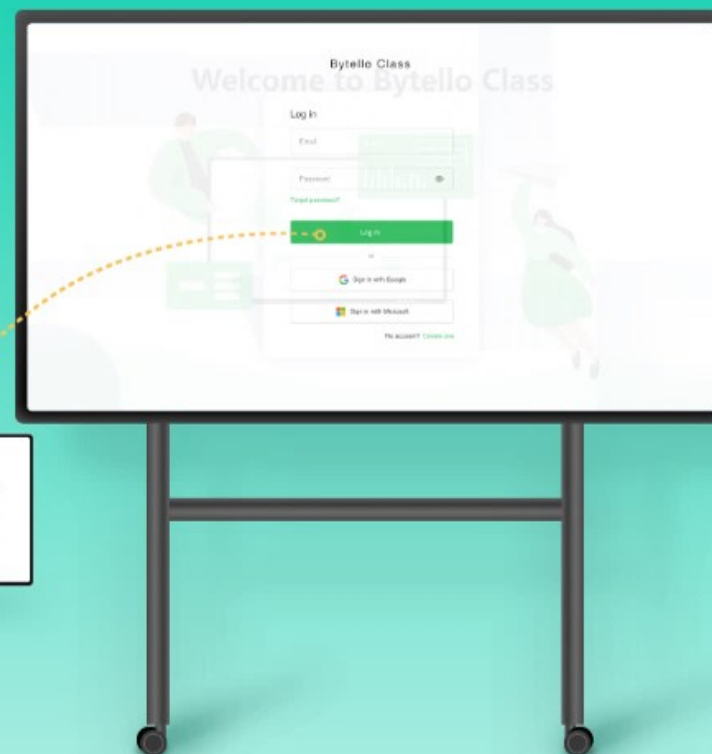 Bytello Class
Welcome to Bytello Class
Log in
Email
Password
Forgot password?
Log in
or
Sign in with Google
Sign in with Microsoft
No account? Create one